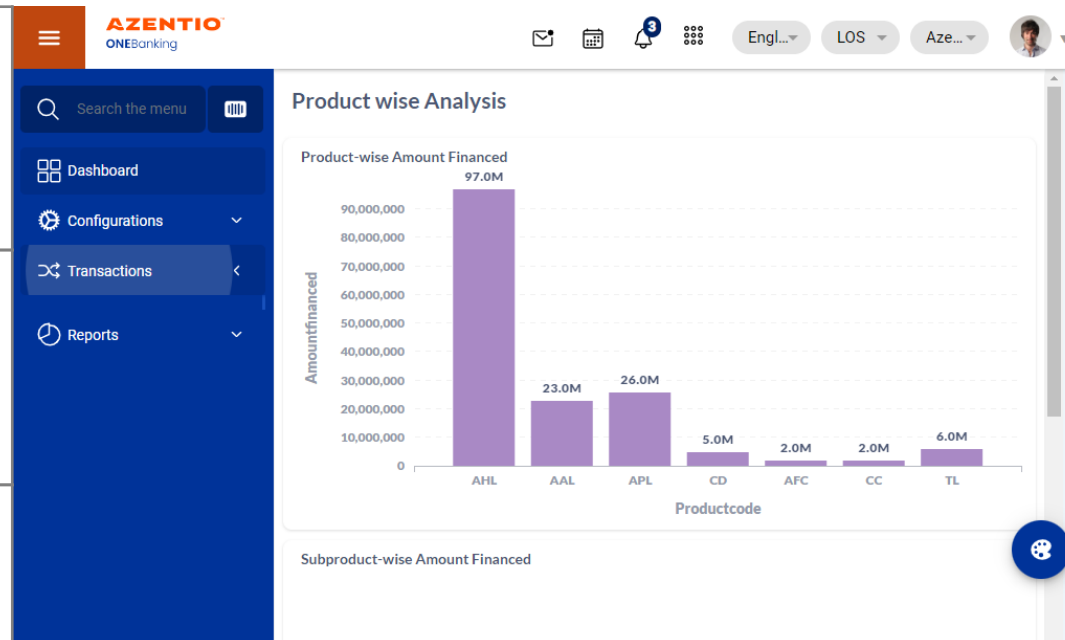 AZENTIO
ONEBanking
3
Engl...
LOS
Aze...
Search the menu
Dashboard
Configurations
Transactions
Reports
Product wise Analysis
Product-wise Amount Financed
97.0M
90,000,000
80,000,000
70,000,000
60,000,000
50,000,000
40,000,000
30,000,000
20,000,000
10,000,000
0
Amountfinanced
23.0M
26.0M
5.0M
2.0M
2.0M
6.0M
AHL AAL APL CD AFC CC TL
Productcode
Subproduct-wise Amount Financed